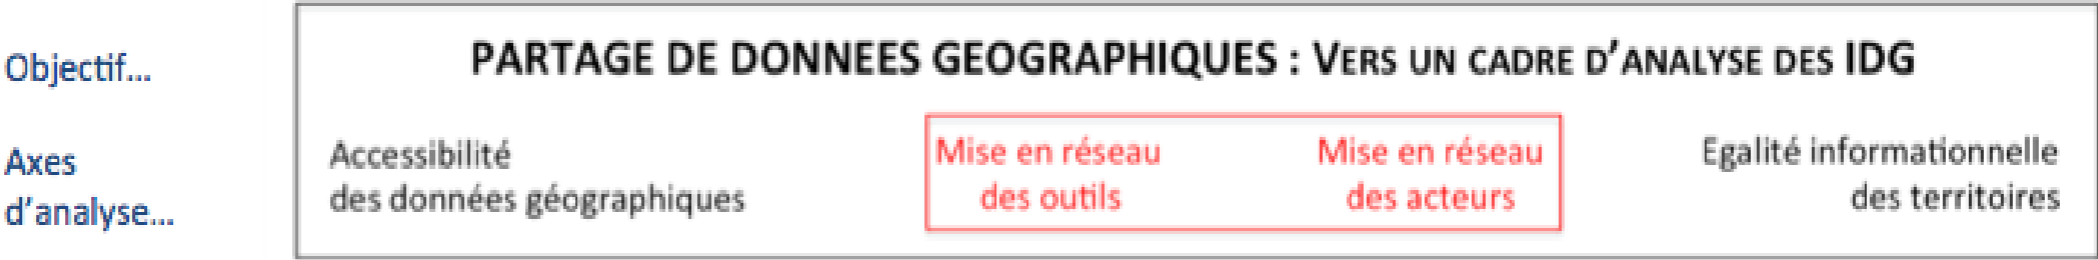 Objectif...
PARTAGE DE DONNEES GEOGRAPHIQUES : VERS UN CADRE D'ANALYSE DES IDG
Axes
d'analyse...
Accessibilité
des données géographiques
Mise en réseau
des outils
Mise en réseau
des acteurs
Egalité informationnelle
des territoires